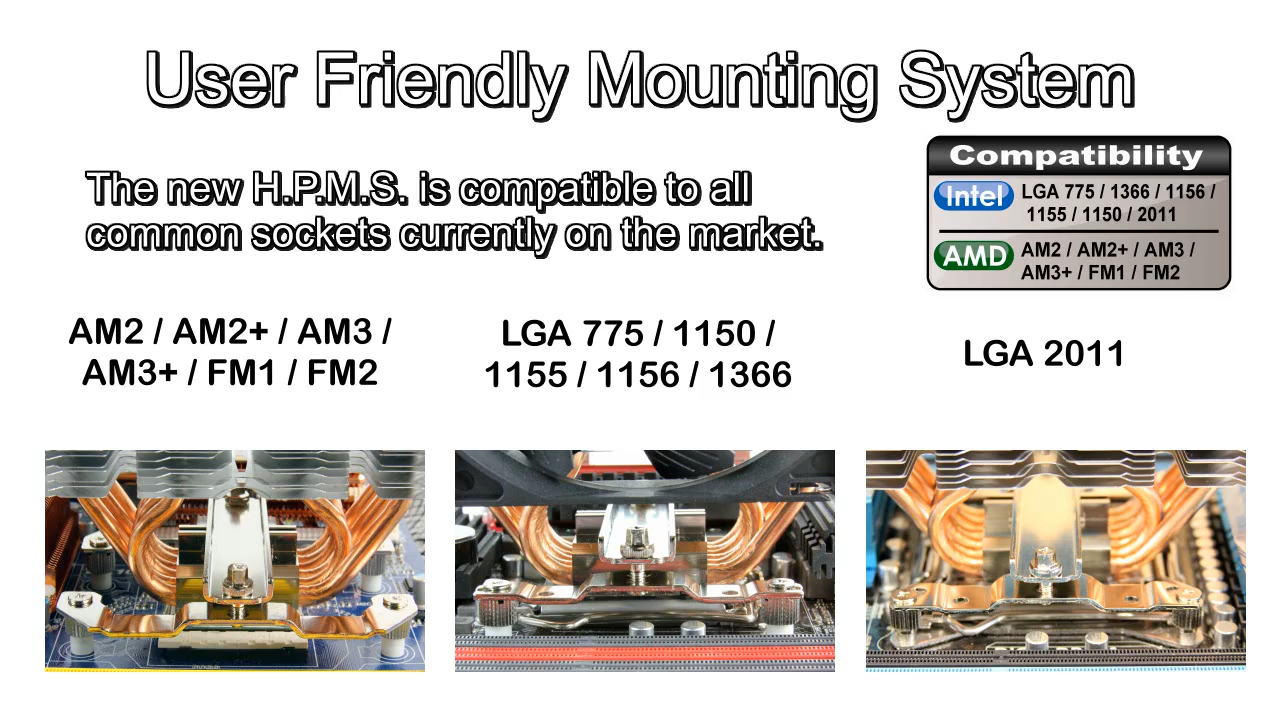 User Friendly Mounting System
The new H.P.M.S. is compatible to all
common sockets currently on the market.
Compatibility
Intel LGA 775 / 1366 / 1156 /
1155 / 1150 / 2011
AMD AM2 / AM2+ / AM3 /
AM3+ / FM1 / FM2
AM2 / AM2+ / AM3 /
AM3+ / FM1 / FM2
LGA 775 / 1150 /
1155 / 1156 / 1366
LGA 2011